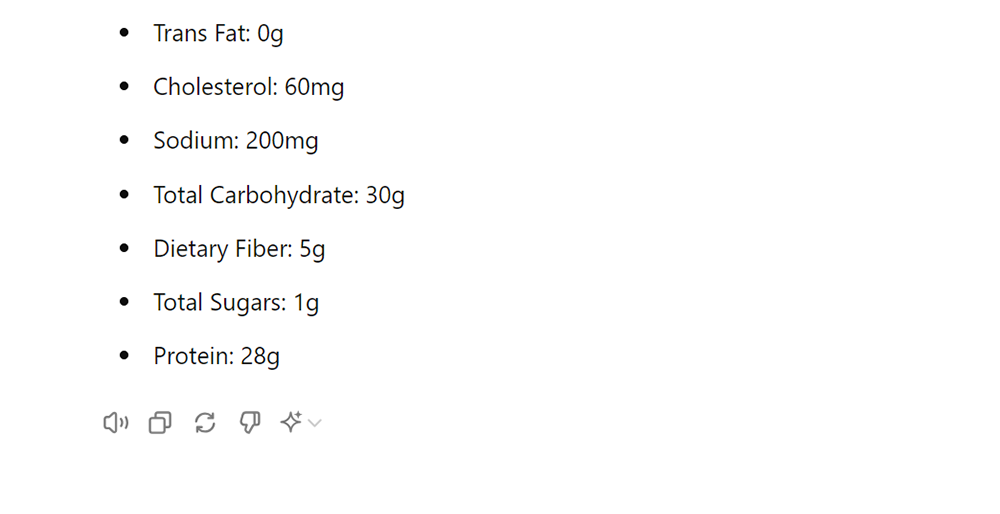 • Trans Fat: 0g
• Cholesterol: 60mg
• Sodium: 200mg
• Total Carbohydrate: 30g
• Dietary Fiber: 5g
• Total Sugars: 1g
• Protein: 28g